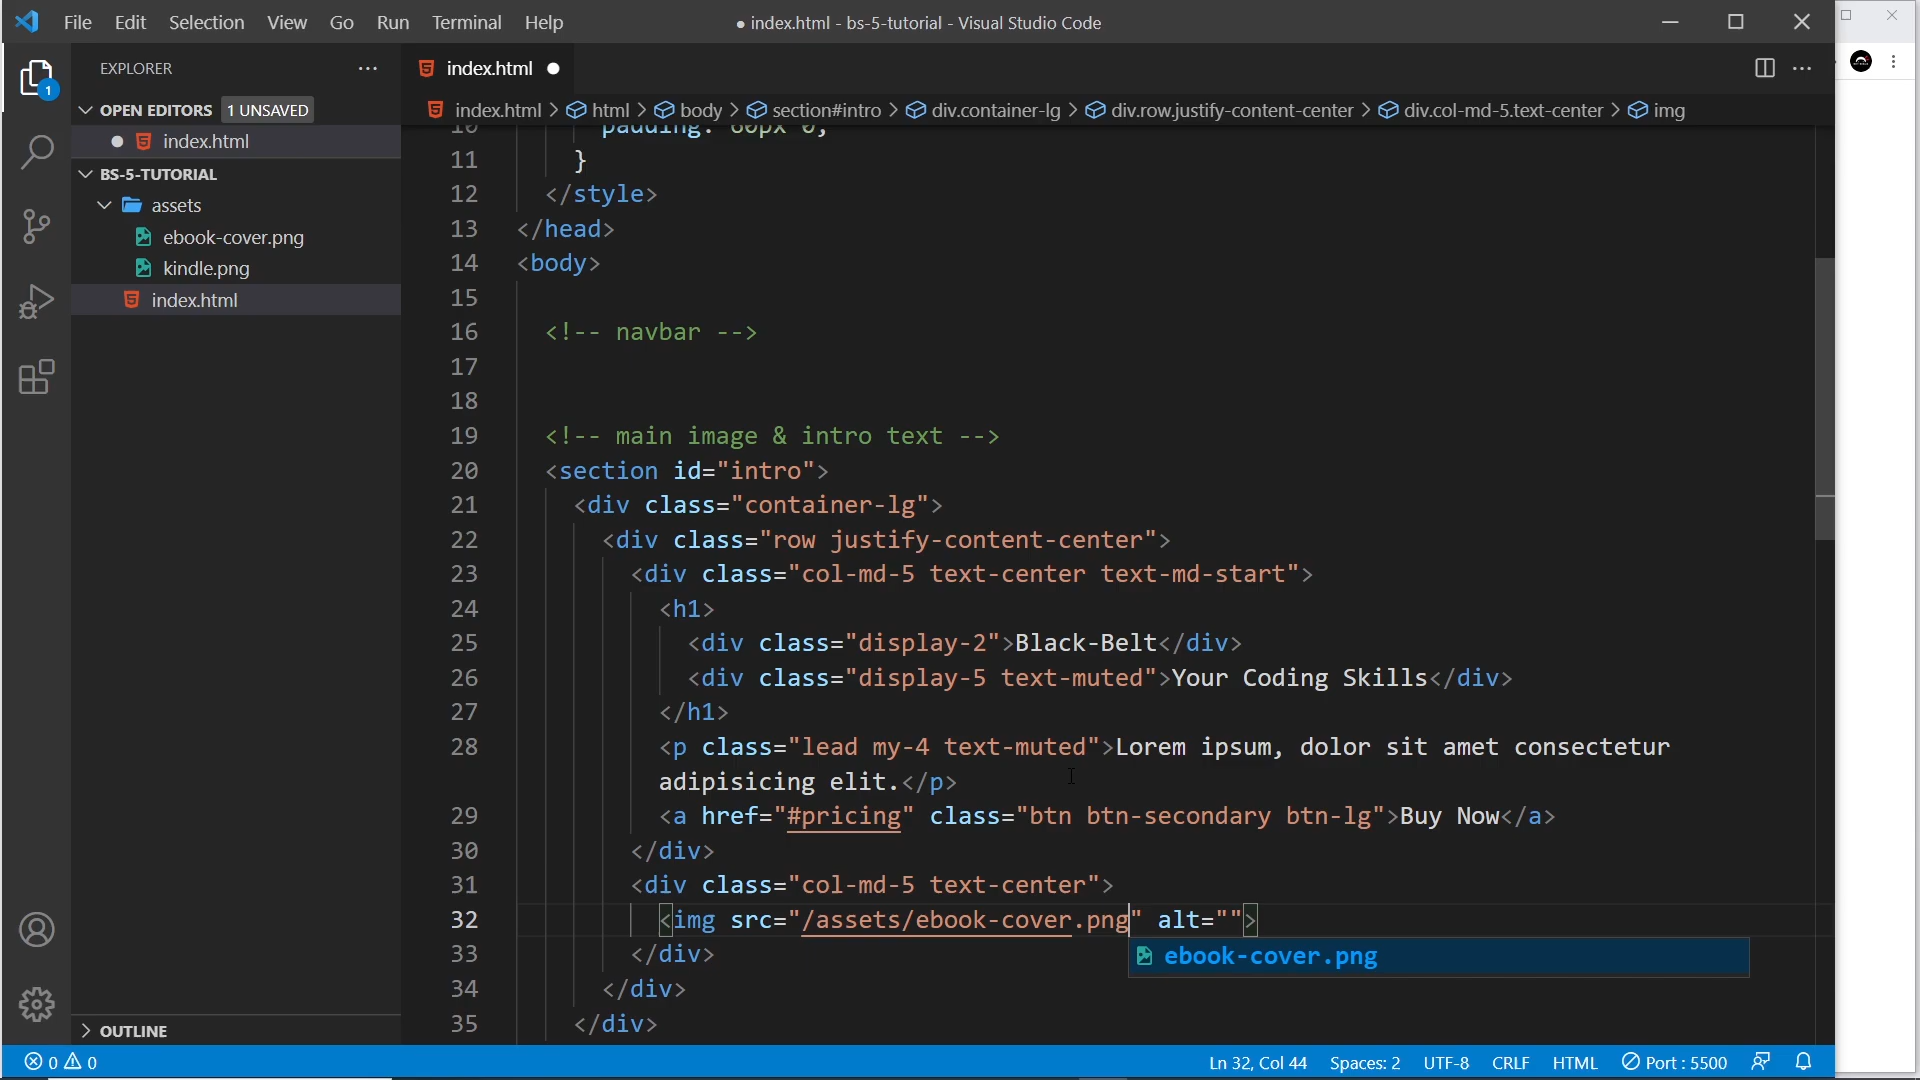 File Edit Selection View Go Run Terminal Help
● index.html - bs-5-tutorial - Visual Studio Code
EXPLORER
index.html
OPEN EDITORS 1 UNSAVED
index.html > html > body > section#intro > div.container-lg > div.row.justify-content-center > div.col-md-5.text-center > img
1
index.html
BS-5-TUTORIAL
assets
ebook-cover.png
kindle.png
index.html
10 padding: 80px 0;
11 }
12 </style>
13 </head>
14 <body>
15
16 <!-- navbar -->
17
18
19 <!-- main image & intro text -->
20 <section id="intro">
21 <div class="container-lg">
22 <div class="row justify-content-center">
23 <div class="col-md-5 text-center text-md-start">
24 <h1>
25 <div class="display-2">Black-Belt</div>
26 <div class="display-5 text-muted">Your Coding Skills</div>
27 </h1>
28 <p class="lead my-4 text-muted">Lorem ipsum, dolor sit amet consectetur
adipisicing elit.</p>
29 <a href="#pricing" class="btn btn-secondary btn-lg">Buy Now</a>
30 </div>
31 <div class="col-md-5 text-center">
32 <img src="/assets/ebook-cover.png" alt="">
ebook-cover.png
33 </div>
34 </div>
35 </div>
OUTLINE
0 0
Ln 32, Col 44 Spaces: 2 UTF-8 CRLF HTML Port : 5500